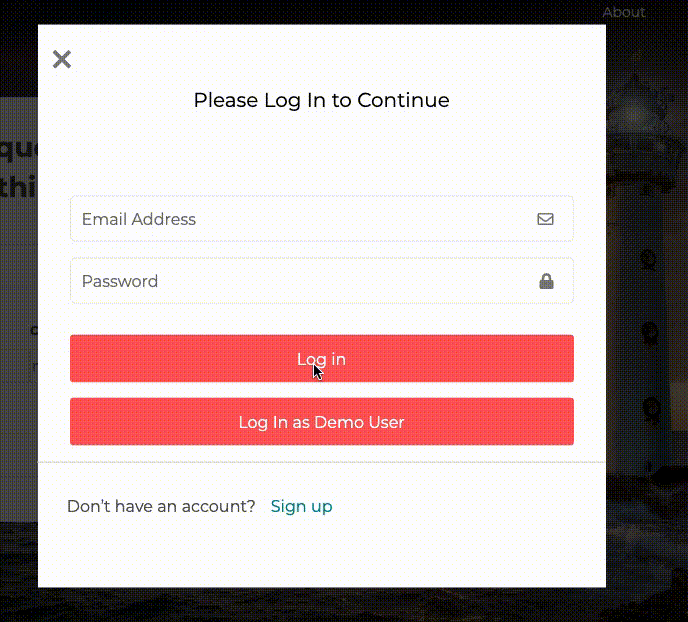 About
Please Log In to Continue
Email Address
Password
Log in
Log In as Demo User
Don't have an account? Sign up